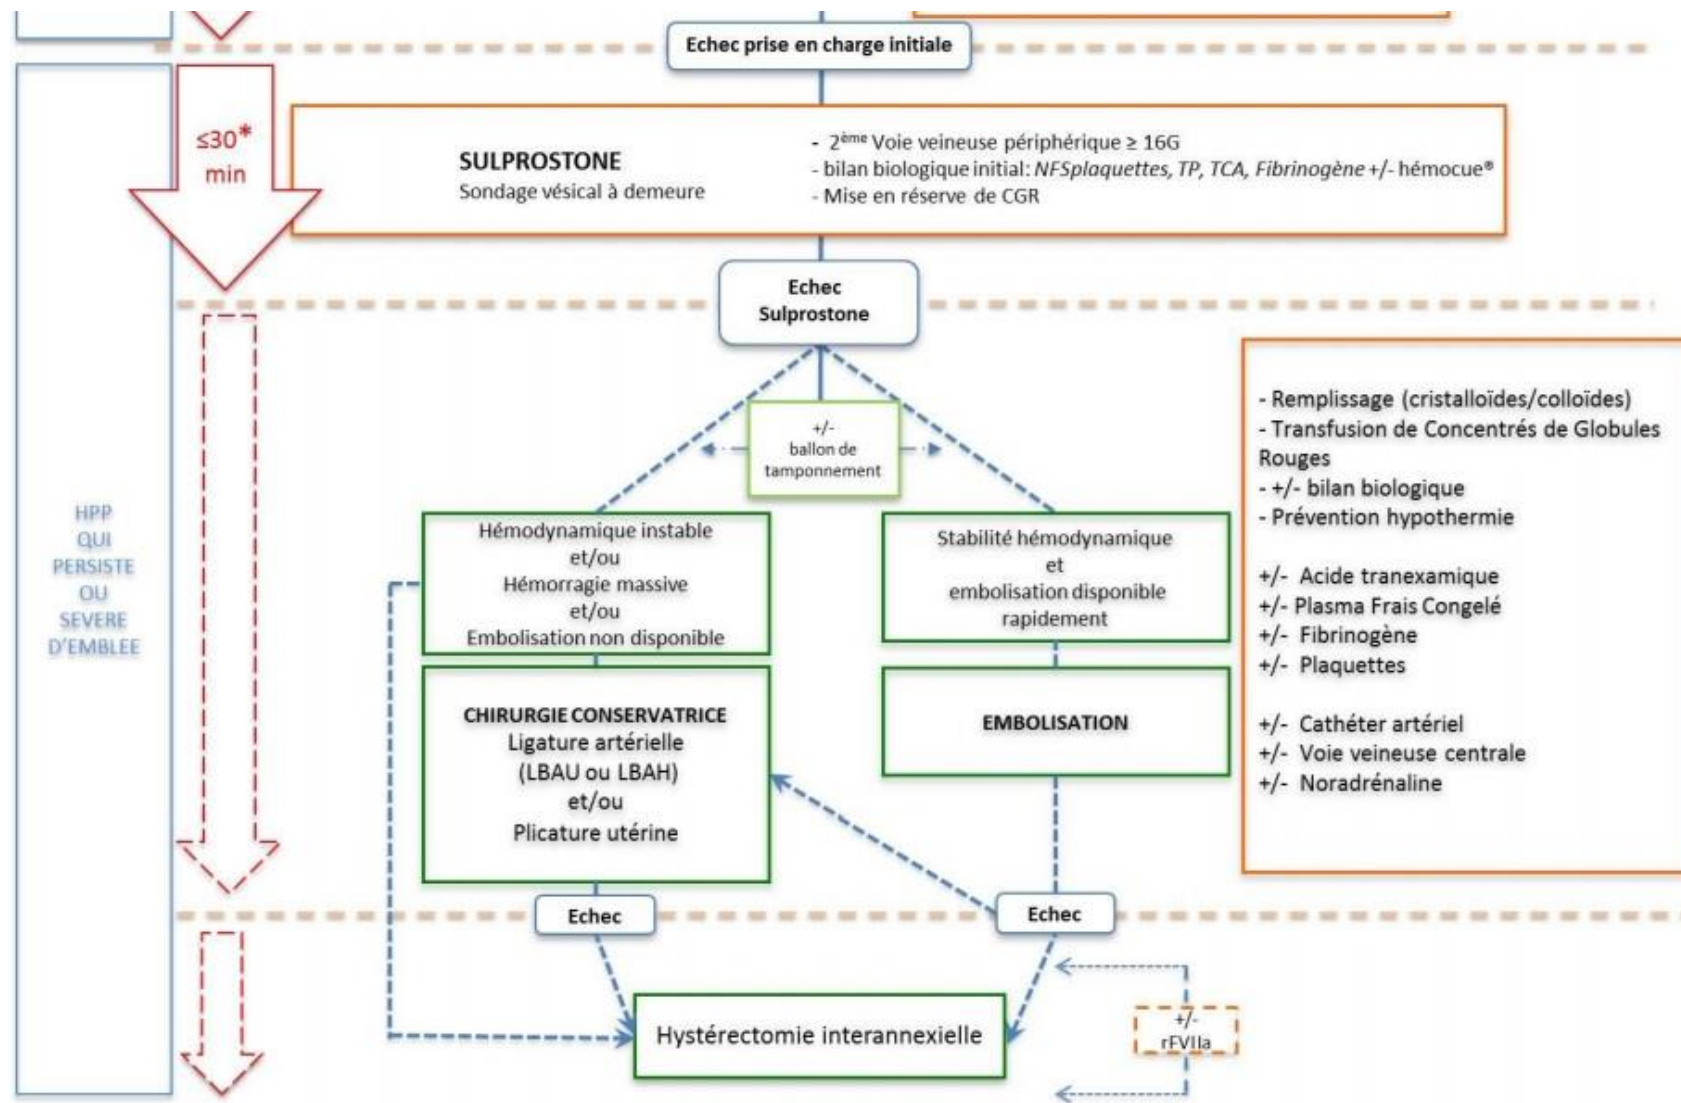 Echec prise en charge initiale
≤30*
min
SULPROSTONE
Sondage vésical à demeure
- 2ème Voie veineuse périphérique ≥ 16G
- bilan biologique initial: NFSplaquettes, TP, TCA, Fibrinogène +/- hémocue®
- Mise en réserve de CGR
Echec
Sulprostone
+/-
ballon de
tamponnement
HPP
QUI
PERSISTE
OU
SEVERE
D'EMBLEE
Hémodynamique instable
et/ou
Hémorragie massive
et/ou
Embolisation non disponible
Stabilité hémodynamique
et
embolisation disponible
rapidement
CHIRURGIE CONSERVATRICE
Ligature artérielle
(LBAU ou LBAH)
et/ou
Plicature utérine
EMBOLISATION
- Remplissage (cristalloïdes/colloïdes)
- Transfusion de Concentrés de Globules
Rouges
- +/- bilan biologique
- Prévention hypothermie
+/- Acide tranexamique
+/- Plasma Frais Congelé
+/- Fibrinogène
+/- Plaquettes
+/- Cathéter artériel
+/- Voie veineuse centrale
+/- Noradrénaline
Echec
Echec
Hystérectomie interannexielle
+/-
rFVIIa